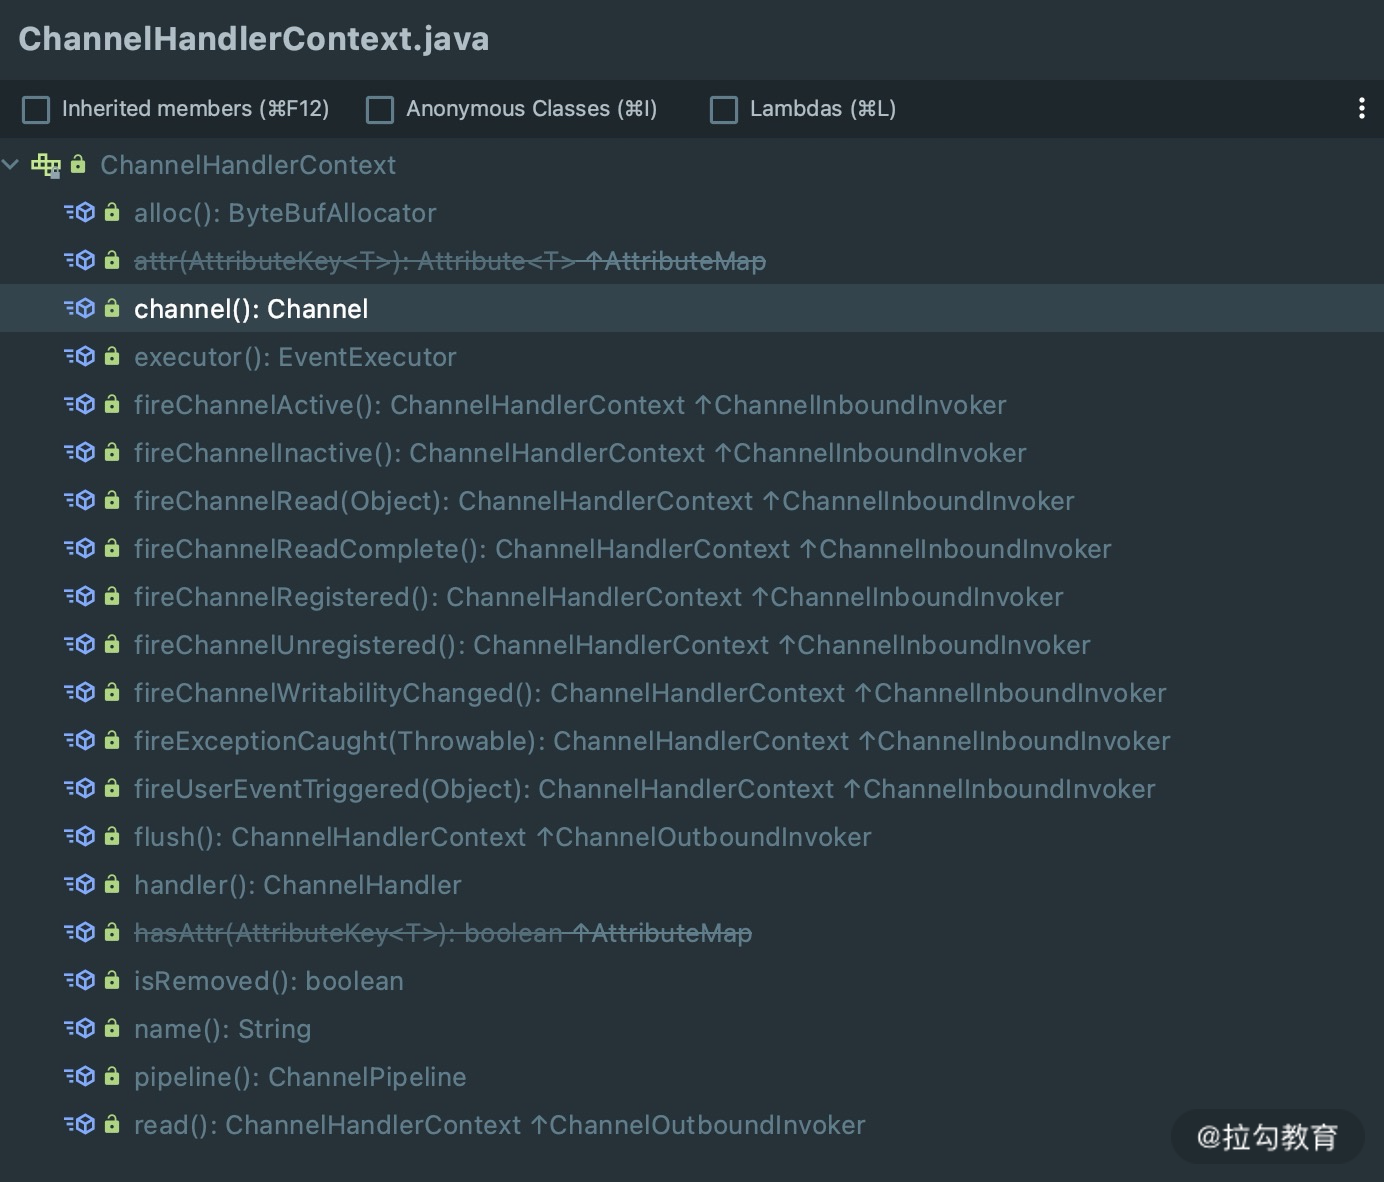 ChannelHandlerContext.java
Inherited members (⌘F12) Anonymous Classes (⌘I) Lambdas (⌘L)
ChannelHandlerContext
alloc(): ByteBufAllocator
attr(AttributeKey<T>): Attribute<T> ↑AttributeMap
channel(): Channel
executor(): EventExecutor
fireChannelActive(): ChannelHandlerContext ↑ChannelInboundInvoker
fireChannelInactive(): ChannelHandlerContext ↑ChannelInboundInvoker
fireChannelRead(Object): ChannelHandlerContext ↑ChannelInboundInvoker
fireChannelReadComplete(): ChannelHandlerContext ↑ChannelInboundInvoker
fireChannelRegistered(): ChannelHandlerContext ↑ChannelInboundInvoker
fireChannelUnregistered(): ChannelHandlerContext ↑ChannelInboundInvoker
fireChannelWritabilityChanged(): ChannelHandlerContext ↑ChannelInboundInvoker
fireExceptionCaught(Throwable): ChannelHandlerContext ↑ChannelInboundInvoker
fireUserEventTriggered(Object): ChannelHandlerContext ↑ChannelInboundInvoker
flush(): ChannelHandlerContext ↑ChannelOutboundInvoker
handler(): ChannelHandler
hasAttr(AttributeKey<T>): boolean ↑AttributeMap
isRemoved(): boolean
name(): String
pipeline(): ChannelPipeline
read(): ChannelHandlerContext ↑ChannelOutboundInvoker
@拉勾教育